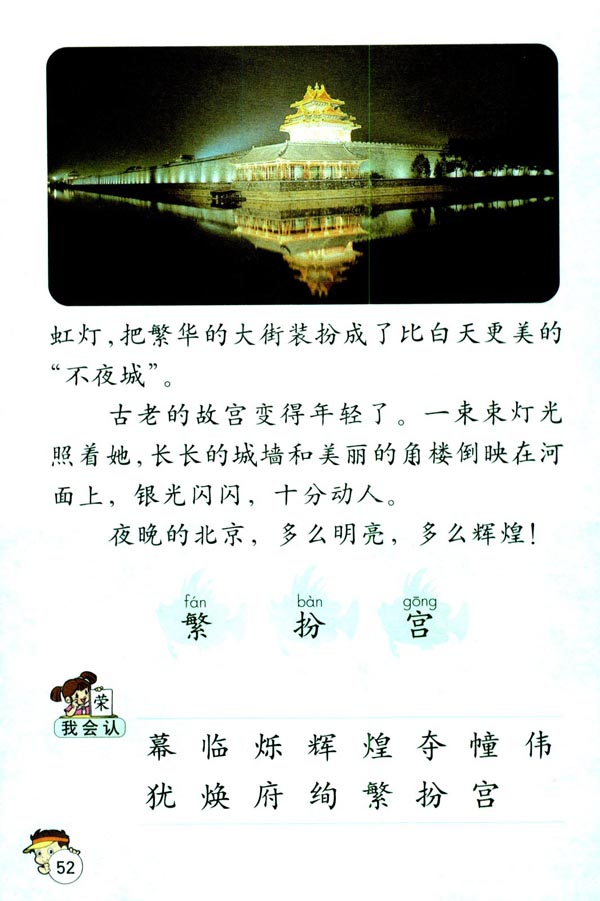 虹灯，把繁华的大街装扮成了比白天更美的
“不夜城”。
古老的故宫变得年轻了。一束束灯光
照着她，长长的城墙和美丽的角楼倒映在河
面上，银光闪闪，十分动人。
夜晚的北京，多么明亮，多么辉煌！
fán bàn gōng
繁 扮 宫
荣
我会认
幕 临 烁 辉 煌 夺 幢 伟
犹 焕 府 绚 繁 扮 宫
52